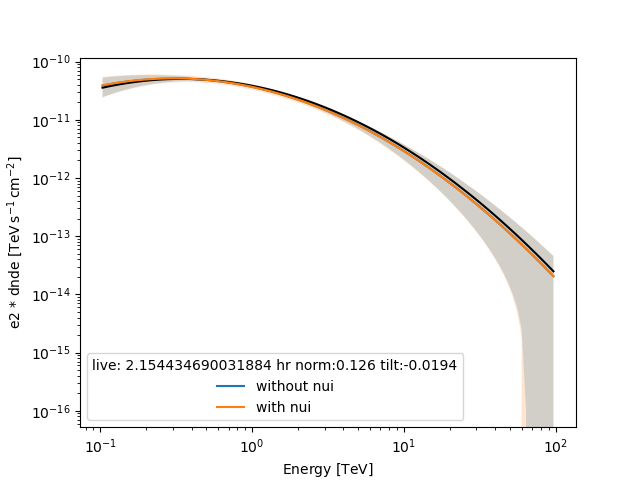 10⁻¹⁰
10⁻¹¹
10⁻¹²
10⁻¹³
10⁻¹⁴
10⁻¹⁵
10⁻¹⁶
e2 * dnde [TeV s⁻¹ cm⁻²]
live: 2.154434690031884 hr norm:0.126 tilt:-0.0194
without nui
with nui
10⁻¹ 10⁰ 10¹ 10²
Energy [TeV]